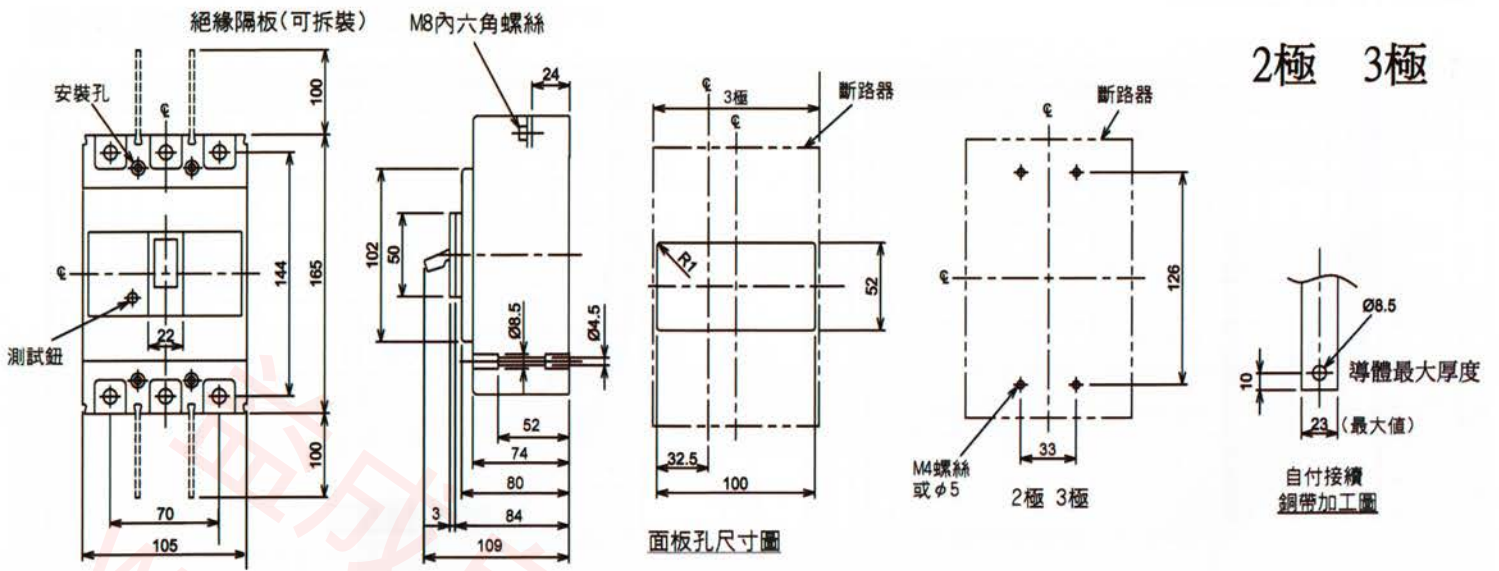 2極 3極
絕緣隔板(可拆裝)
M8內六角螺絲
安裝孔
測試鈕
100
144
165
100
22
70
105
24
102
50
Ø8.5
Ø4.5
52
74
80
3
84
109
3極
斷路器
R1
52
32.5
100
面板孔尺寸圖
斷路器
126
33
M4螺絲
或φ5
2極 3極
Ø8.5
導體最大厚度
10
23 (最大值)
自付接續
銅帶加工圖
益成